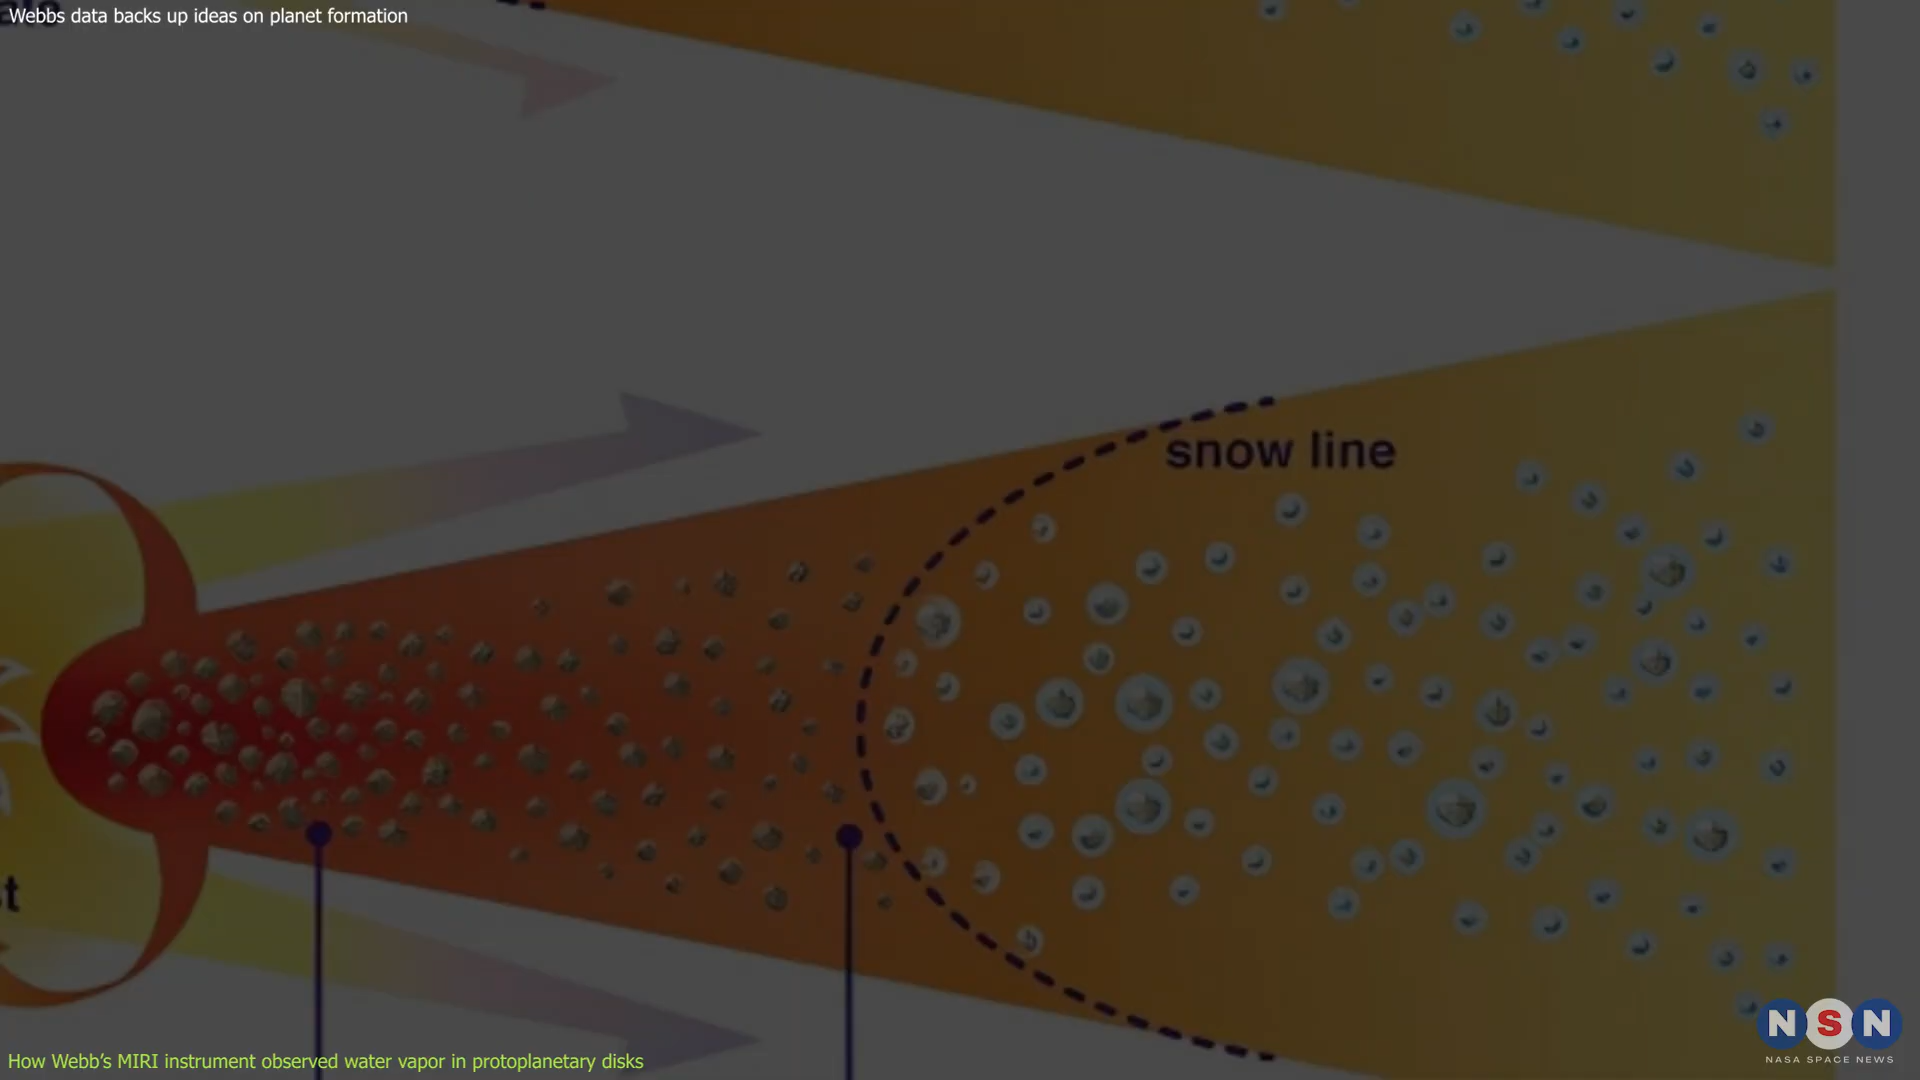 Webbs data backs up ideas on planet formation
snow line
How Webb’s MIRI instrument observed water vapor in protoplanetary disks
NSN
NASA SPACE NEWS